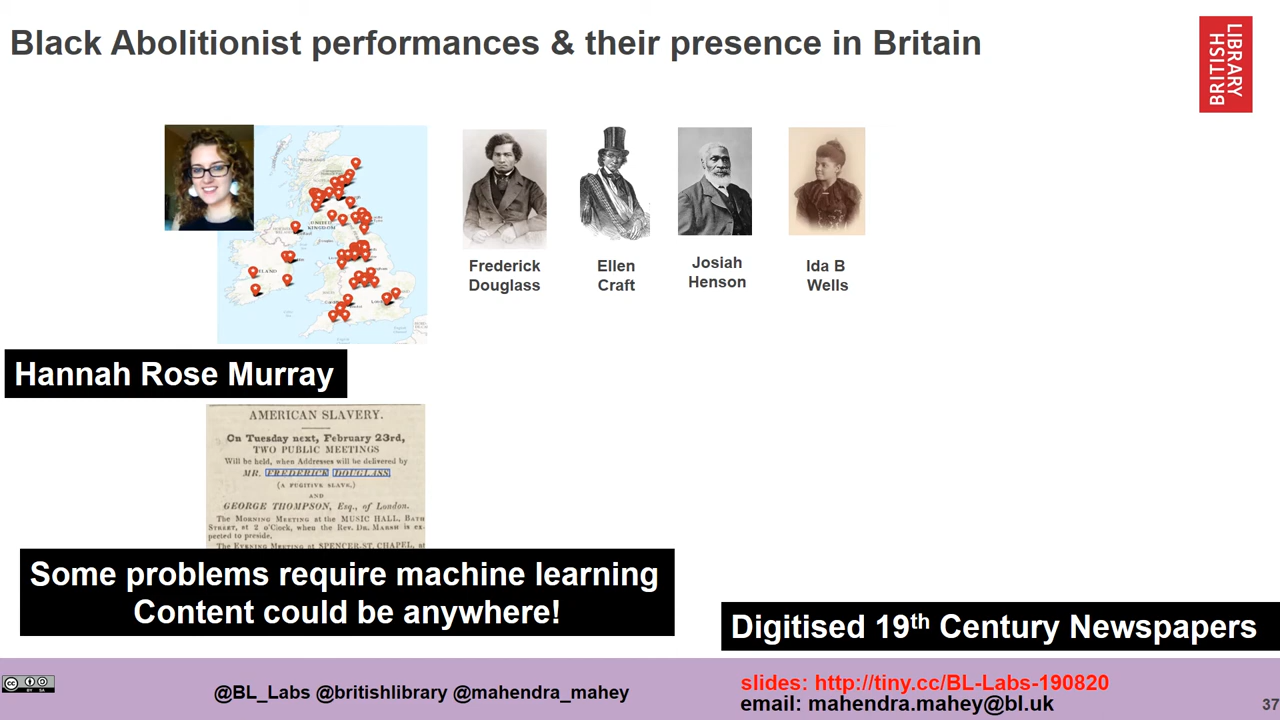 Black Abolitionist performances & their presence in Britain
BRITISH
LIBRARY
Frederick
Douglass
Ellen
Craft
Josiah
Henson
Ida B
Wells
Hannah Rose Murray
AMERICAN SLAVERY.
On Tuesday next, February 23rd,
TWO PUBLIC MEETINGS
Will be held, when Addresses will be delivered by
MR. FREDERICK DOUGLASS
(A FUGITIVE SLAVE,)
AND
GEORGE THOMPSON, Esq., of London.
The Morning Meeting at the MUSIC HALL, Bath
Street, at 2 o'Clock, when the Rev. Dr. Marsh is ex-
pected to preside.
The Evening Meeting at SPENCER-ST. CHAPEL, at
Some problems require machine learning
Content could be anywhere!
Digitised 19th Century Newspapers
@BL_Labs @britishlibrary @mahendra_mahey
slides: http://tiny.cc/BL-Labs-190820
email: mahendra.mahey@bl.uk
37